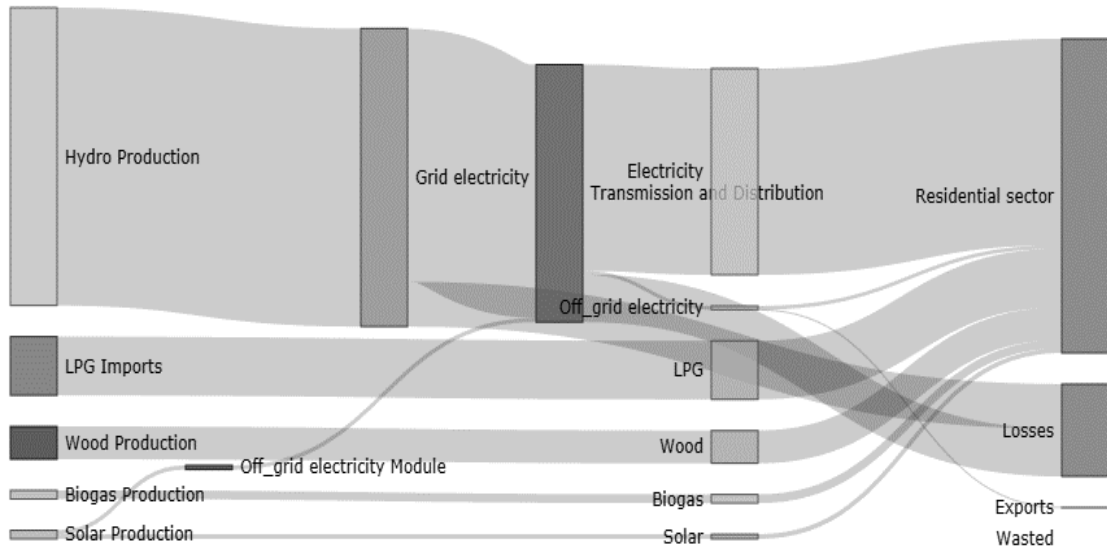 Hydro Production
Grid electricity
Electricity
Transmission and Distribution
Residential sector
Off_grid electricity
LPG Imports
LPG
Wood Production
Wood
Losses
Off_grid electricity Module
Biogas Production
Biogas
Exports
Solar Production
Solar
Wasted